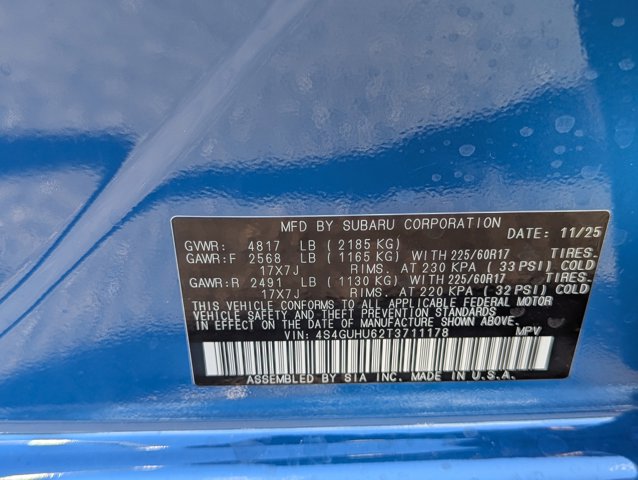 MFD BY SUBARU CORPORATION DATE: 11/25
GVWR: 4817 LB (2185 KG)
GAWR:F 2568 LB (1165 KG) WITH 225/60R17 TIRES.
17X7J RIMS. AT 230 KPA (33 PSI) COLD
GAWR:R 2491 LB (1130 KG) WITH 225/60R17 TIRES.
17X7J RIMS. AT 220 KPA (32 PSI) COLD
THIS VEHICLE CONFORMS TO ALL APPLICABLE FEDERAL MOTOR
VEHICLE SAFETY AND THEFT PREVENTION STANDARDS
IN EFFECT ON THE DATE OF MANUFACTURE SHOWN ABOVE.
VIN: 4S4GUHU62T3711178 MPV
ASSEMBLED BY SIA IN U.S.A.